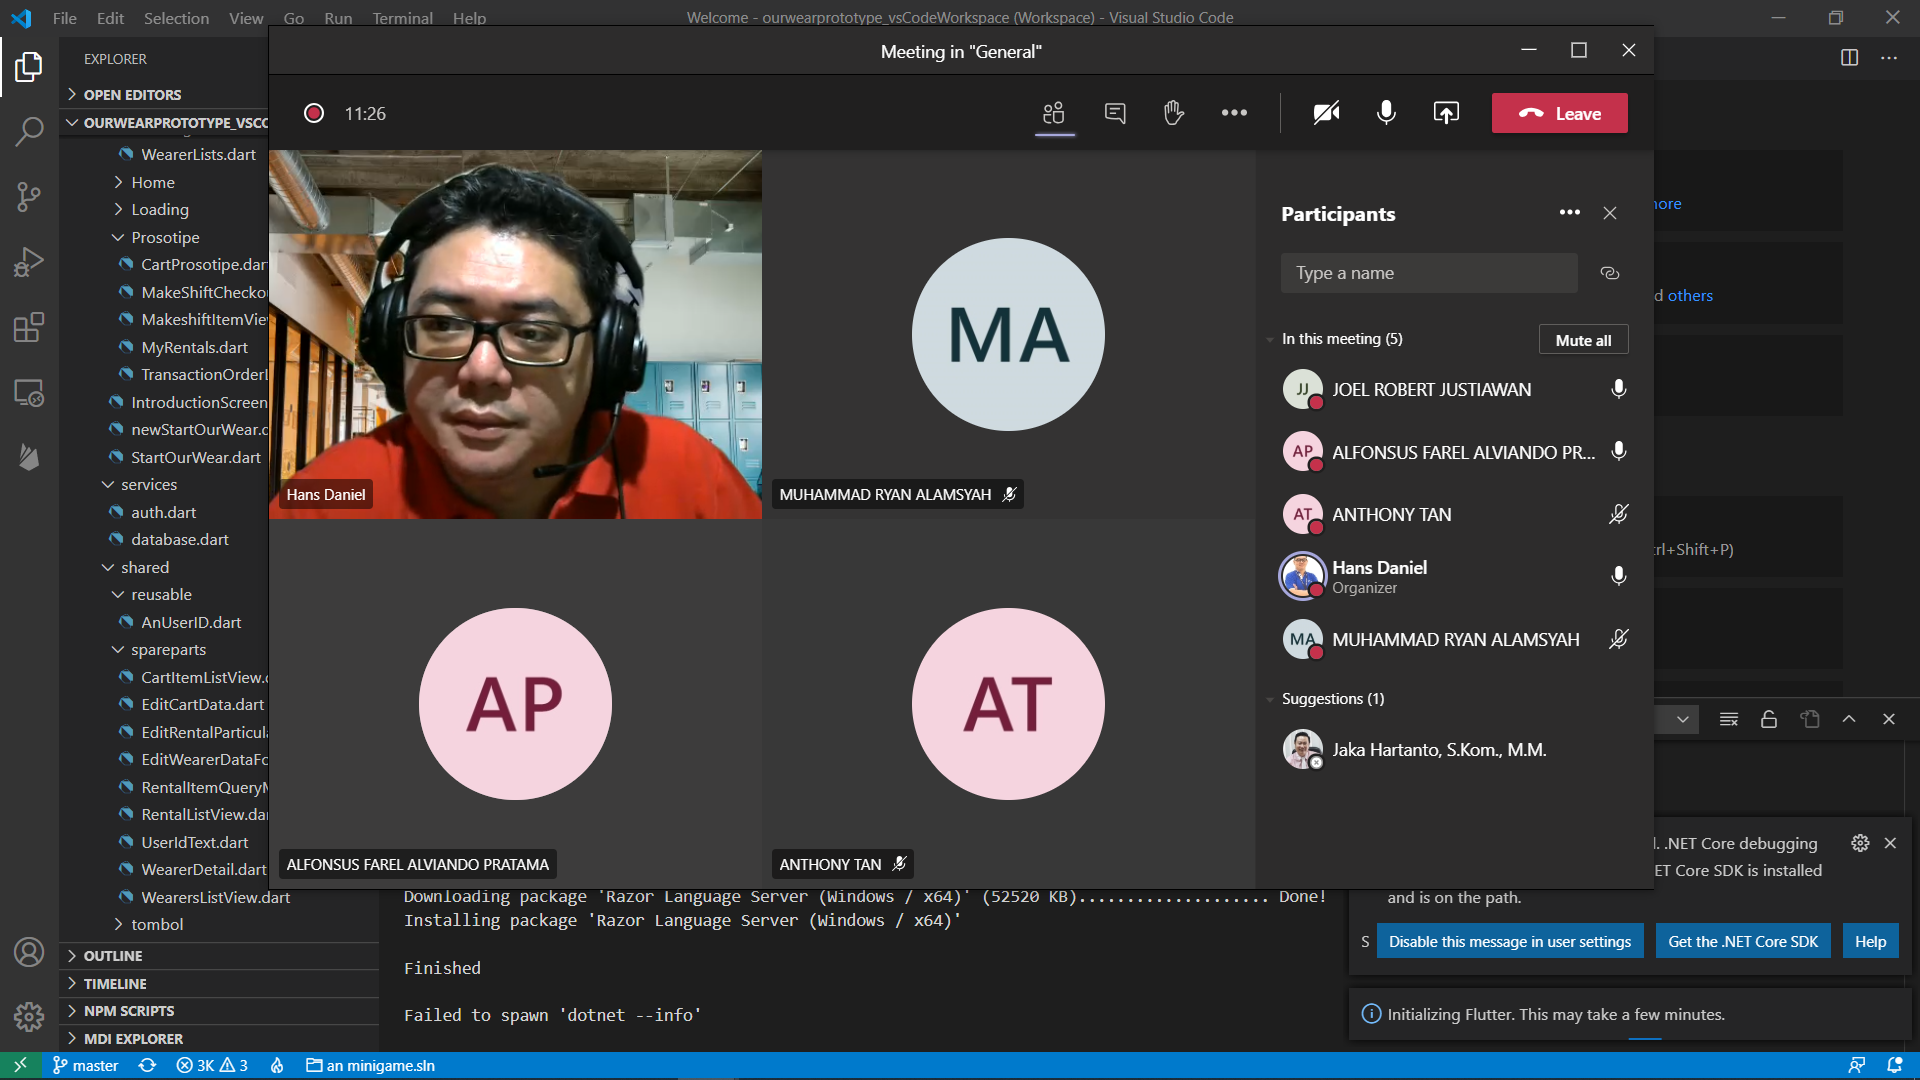 File Edit Selection View Go Run Terminal Help
Welcome - ourwearprototype_vsCodeWorkspace (Workspace) - Visual Studio Code
EXPLORER
OPEN EDITORS
OURWEARPROTOTYPE_VSCO
WearerLists.dart
Home
Loading
Prosotipe
CartProsotipe.dar
MakeShiftCheckou
MakeshiftItemView
MyRentals.dart
TransactionOrderL
IntroductionScreen
newStartOurWear.c
StartOurWear.dart
services
auth.dart
database.dart
shared
reusable
AnUserID.dart
spareparts
CartItemListView.c
EditCartData.dart
EditRentalParticula
EditWearerDataFo
RentalItemQueryM
RentalListView.dar
UserIdText.dart
WearerDetail.dart
WearersListView.dart
tombol
OUTLINE
TIMELINE
NPM SCRIPTS
MDI EXPLORER
Meeting in "General"
11:26
Leave
Hans Daniel
MA
MUHAMMAD RYAN ALAMSYAH
AP
ALFONSUS FAREL ALVIANDO PRATAMA
AT
ANTHONY TAN
Participants
Type a name
In this meeting (5)
Mute all
JJ JOEL ROBERT JUSTIAWAN
AP ALFONSUS FAREL ALVIANDO PR...
AT ANTHONY TAN
Hans Daniel
Organizer
MA MUHAMMAD RYAN ALAMSYAH
Suggestions (1)
Jaka Hartanto, S.Kom., M.M.
ore
d others
rl+Shift+P)
Downloading package 'Razor Language Server (Windows / x64)' (52520 KB).................... Done!
Installing package 'Razor Language Server (Windows / x64)'
Finished
Failed to spawn 'dotnet --info'
. .NET Core debugging
ET Core SDK is installed
and is on the path.
S
Disable this message in user settings
Get the .NET Core SDK
Help
Initializing Flutter. This may take a few minutes.
master
3K
3
an minigame.sln